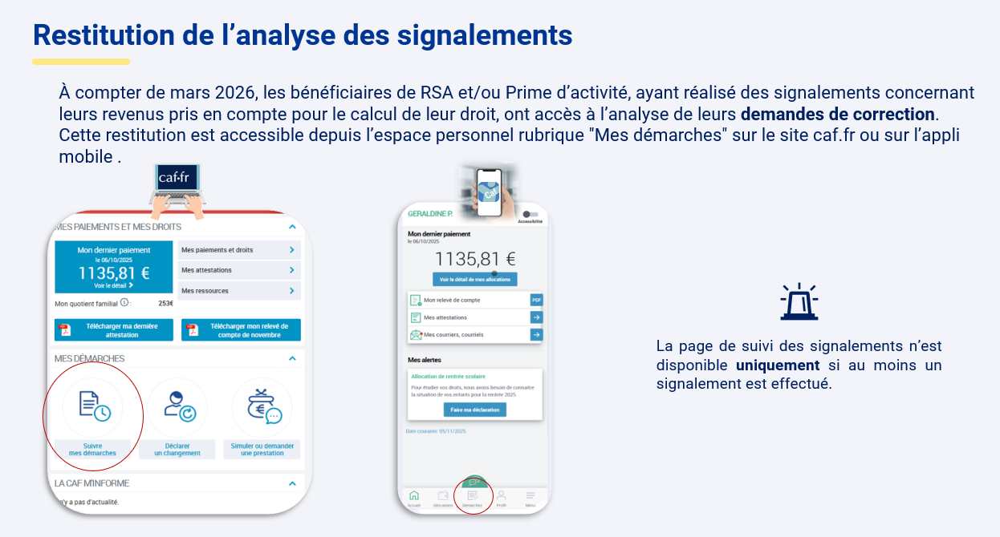 Restitution de l’analyse des signalements
À compter de mars 2026, les bénéficiaires de RSA et/ou Prime d’activité, ayant réalisé des signalements concernant
leurs revenus pris en compte pour le calcul de leur droit, ont accès à l’analyse de leurs demandes de correction.
Cette restitution est accessible depuis l’espace personnel rubrique "Mes démarches" sur le site caf.fr ou sur l’appli
mobile .
caf·fr
MES PAIEMENTS ET MES DROITS
Mon dernier paiement
le 06/10/2025
1135,81 €
Voir le détail
Mes paiements et droits
Mes attestations
Mes ressources
Mon quotient familial : 253€
Télécharger ma dernière
attestation
Télécharger mon relevé de
compte de novembre
MES DÉMARCHES
Suivre
mes démarches
Déclarer
un changement
Simuler ou demander
une prestation
LA CAF M'INFORME
n'y a pas d'actualité.
Caf
GERALDINE P.
Accessibilité
Mon dernier paiement
le 06/10/2025
1135,81 €
Voir le détail de mes allocations
Mon relevé de compte PDF
Mes attestations
Mes courriers, courriels
Mes alertes
Allocation de rentrée scolaire
Pour étudier vos droits, nous avons besoin de connaitre
la situation de vos enfants pour la rentrée 2025.
Faire ma déclaration
Date courante: 05/11/2025
Accueil Allocations Démarches Profil Menu
La page de suivi des signalements n’est
disponible uniquement si au moins un
signalement est effectué.